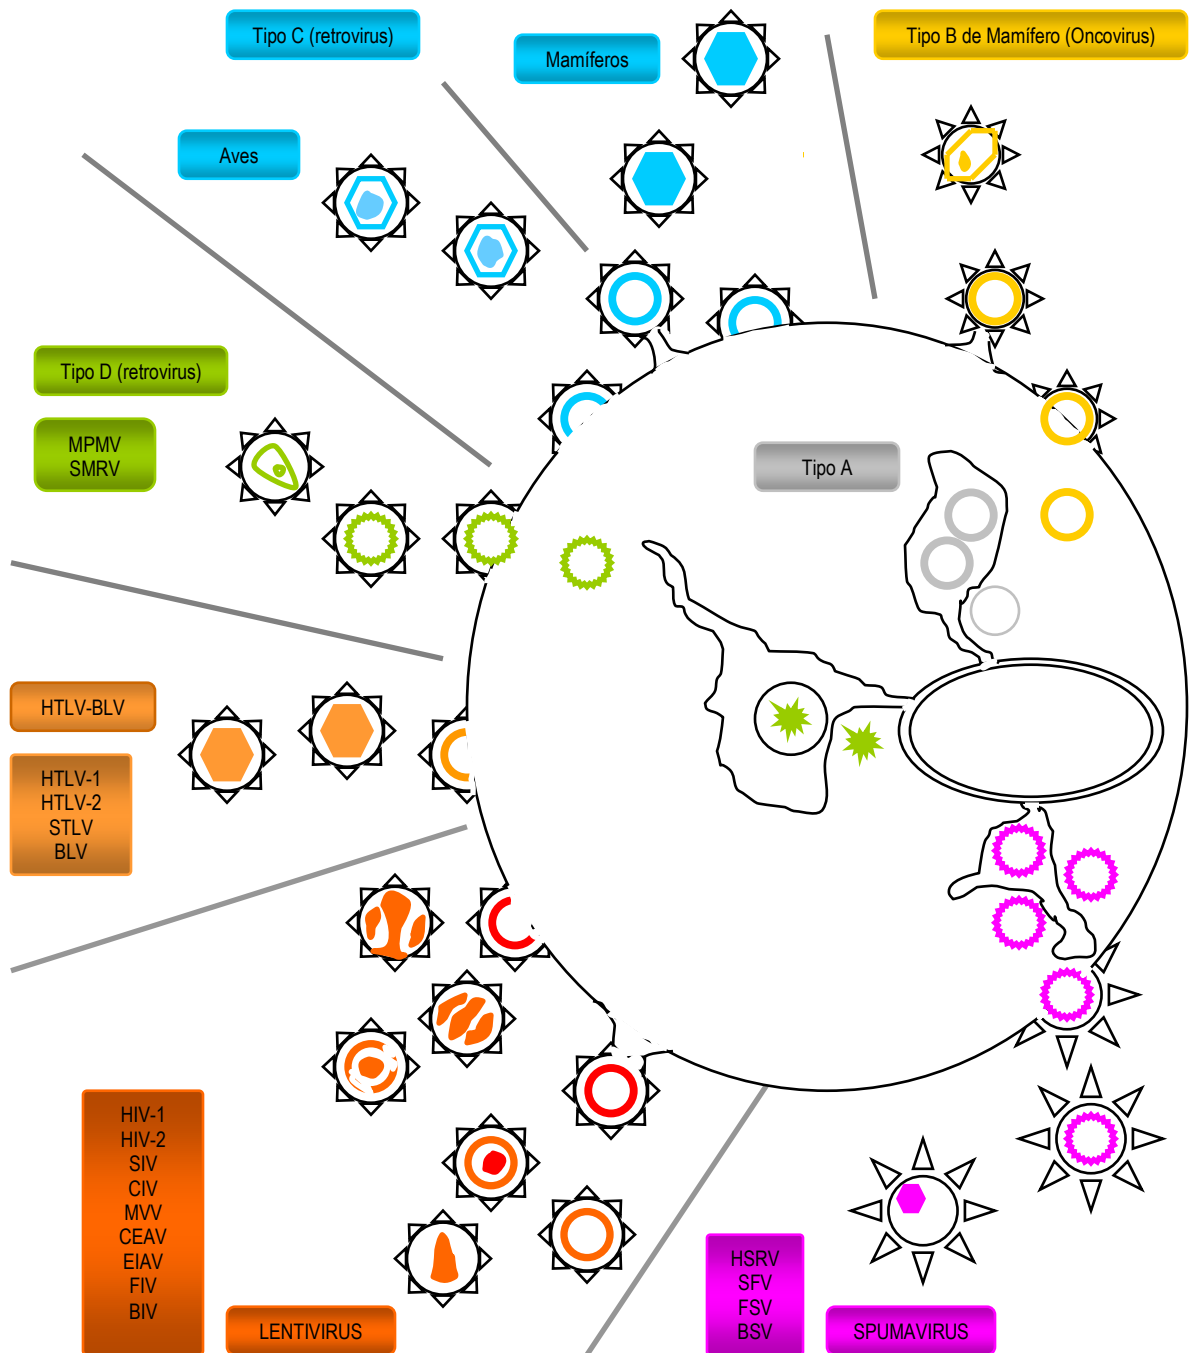 Tipo C (retrovirus)
Mamíferos
Tipo B de Mamífero (Oncovirus)
Aves
Tipo D (retrovirus)
MPMV
SMRV
Tipo A
HTLV-BLV
HTLV-1
HTLV-2
STLV
BLV
HIV-1
HIV-2
SIV
CIV
MVV
CEAV
EIAV
FIV
BIV
LENTIVIRUS
HSRV
SFV
FSV
BSV
SPUMAVIRUS